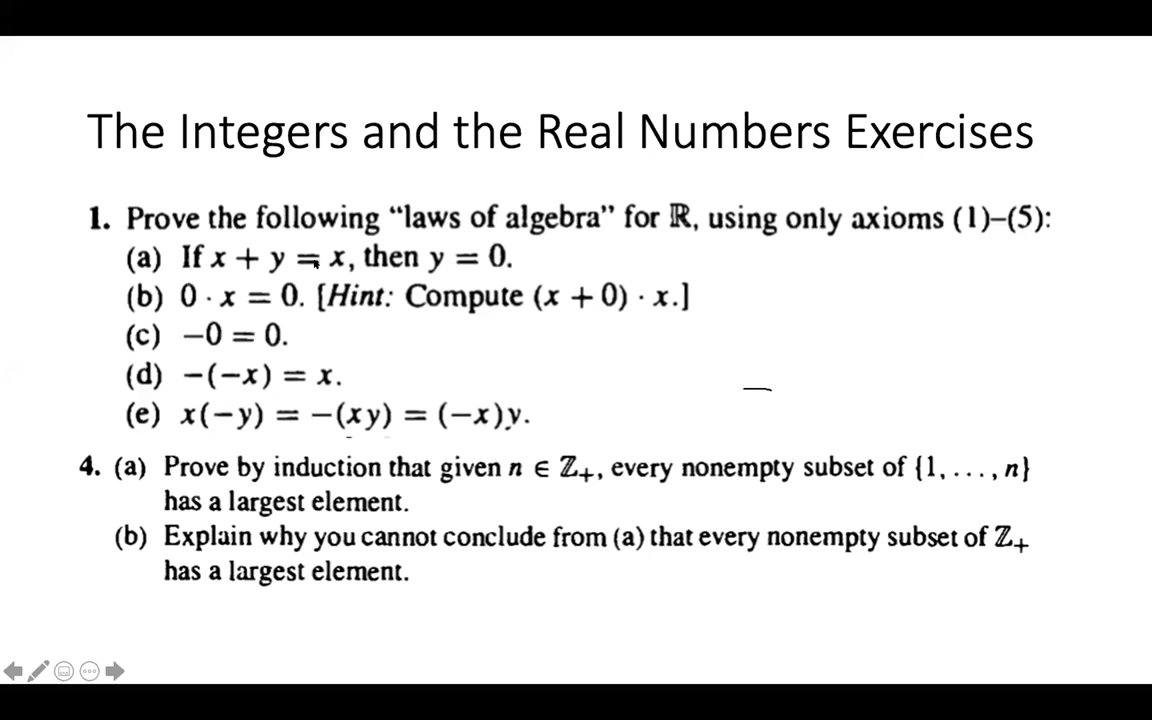 The Integers and the Real Numbers Exercises
1. Prove the following “laws of algebra” for ℝ, using only axioms (1)–(5):
(a) If x + y = x, then y = 0.
(b) 0 · x = 0. [Hint: Compute (x + 0) · x.]
(c) −0 = 0.
(d) −(−x) = x.
(e) x(−y) = −(xy) = (−x)y.
4. (a) Prove by induction that given n ∈ ℤ₊, every nonempty subset of {1, . . . , n}
has a largest element.
(b) Explain why you cannot conclude from (a) that every nonempty subset of ℤ₊
has a largest element.